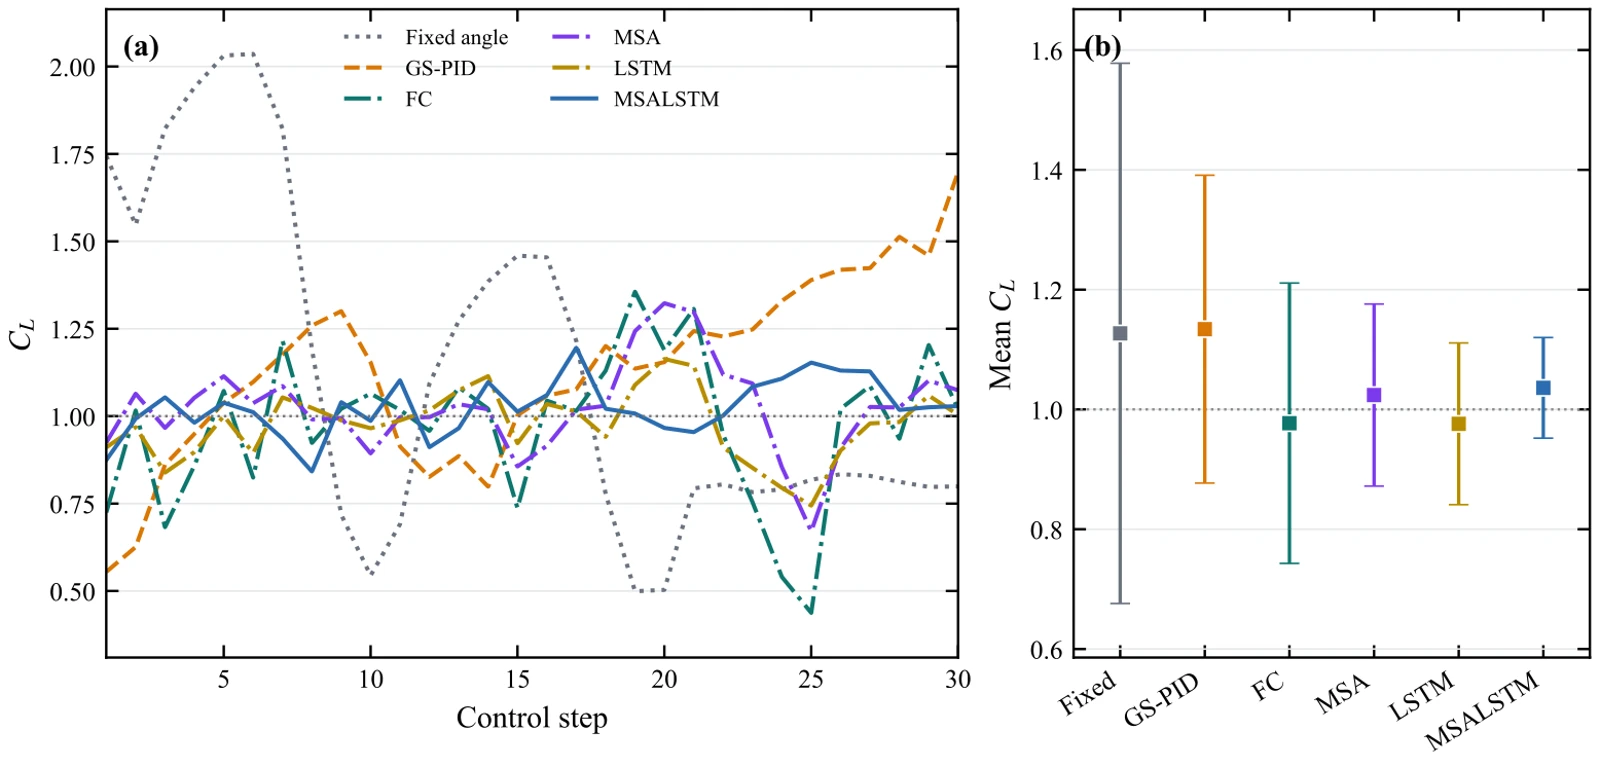 (a)
Fixed angle
GS-PID
FC
MSA
LSTM
MSALSTM
2.00
1.75
1.50
1.25
1.00
0.75
0.50
C_L
5 10 15 20 25 30
Control step
(b)
1.6
1.4
1.2
1.0
0.8
0.6
Mean C_L
Fixed
GS-PID
FC
MSA
LSTM
MSALSTM